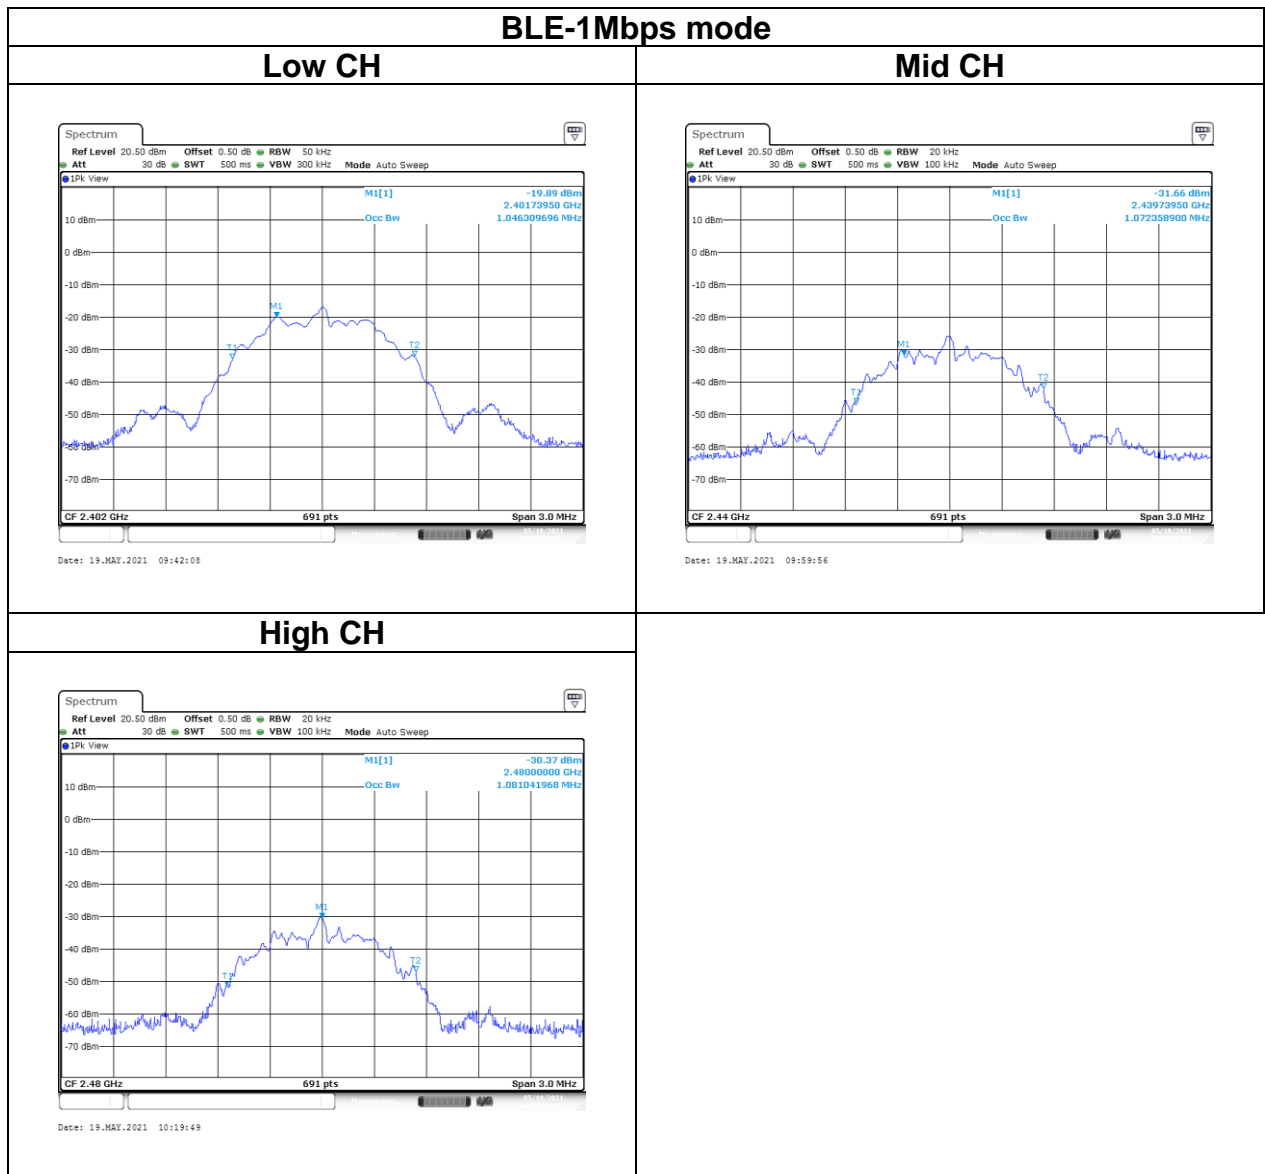 BLE-1Mbps mode
Low CH
Mid CH
Spectrum
Ref Level 20.50 dBm Offset 0.50 dB RBW 50 kHz
Att 30 dB SWT 500 ms VBW 300 kHz Mode Auto Sweep
1Pk View
M1[1] -19.89 dBm
2.40173950 GHz
Occ Bw 1.046309696 MHz
10 dBm
0 dBm
-10 dBm
M1
-20 dBm
T1
T2
-30 dBm
-40 dBm
-50 dBm
-60 dBm
-70 dBm
CF 2.402 GHz 691 pts Span 3.0 MHz
Date: 19.MAY.2021 09:42:08
Spectrum
Ref Level 20.50 dBm Offset 0.50 dB RBW 20 kHz
Att 30 dB SWT 500 ms VBW 100 kHz Mode Auto Sweep
1Pk View
M1[1] -31.66 dBm
2.43973950 GHz
Occ Bw 1.072358900 MHz
10 dBm
0 dBm
-10 dBm
-20 dBm
M1
-30 dBm
T2
-40 dBm
T1
-50 dBm
-60 dBm
-70 dBm
CF 2.44 GHz 691 pts Span 3.0 MHz
Date: 19.MAY.2021 09:59:56
High CH
Spectrum
Ref Level 20.50 dBm Offset 0.50 dB RBW 20 kHz
Att 30 dB SWT 500 ms VBW 100 kHz Mode Auto Sweep
1Pk View
M1[1] -30.37 dBm
2.48000000 GHz
Occ Bw 1.081041968 MHz
10 dBm
0 dBm
-10 dBm
-20 dBm
M1
-30 dBm
-40 dBm
T2
T1
-50 dBm
-60 dBm
-70 dBm
CF 2.48 GHz 691 pts Span 3.0 MHz
Date: 19.MAY.2021 10:19:49